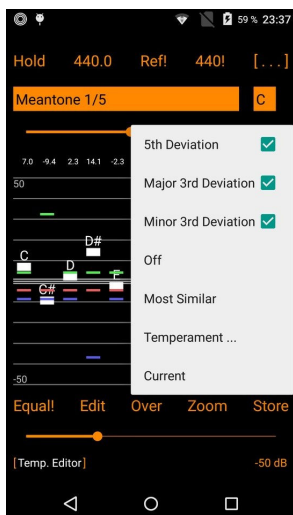 59 % 23:37
Hold 440.0 Ref! 440! [...]
Meantone 1/5 C
7.0 -9.4 2.3 14.1 -2.3
50
D#
C
D
E
C#
-50
5th Deviation
Major 3rd Deviation
Minor 3rd Deviation
Off
Most Similar
Temperament ...
Current
Equal! Edit Over Zoom Store
[Temp. Editor] -50 dB